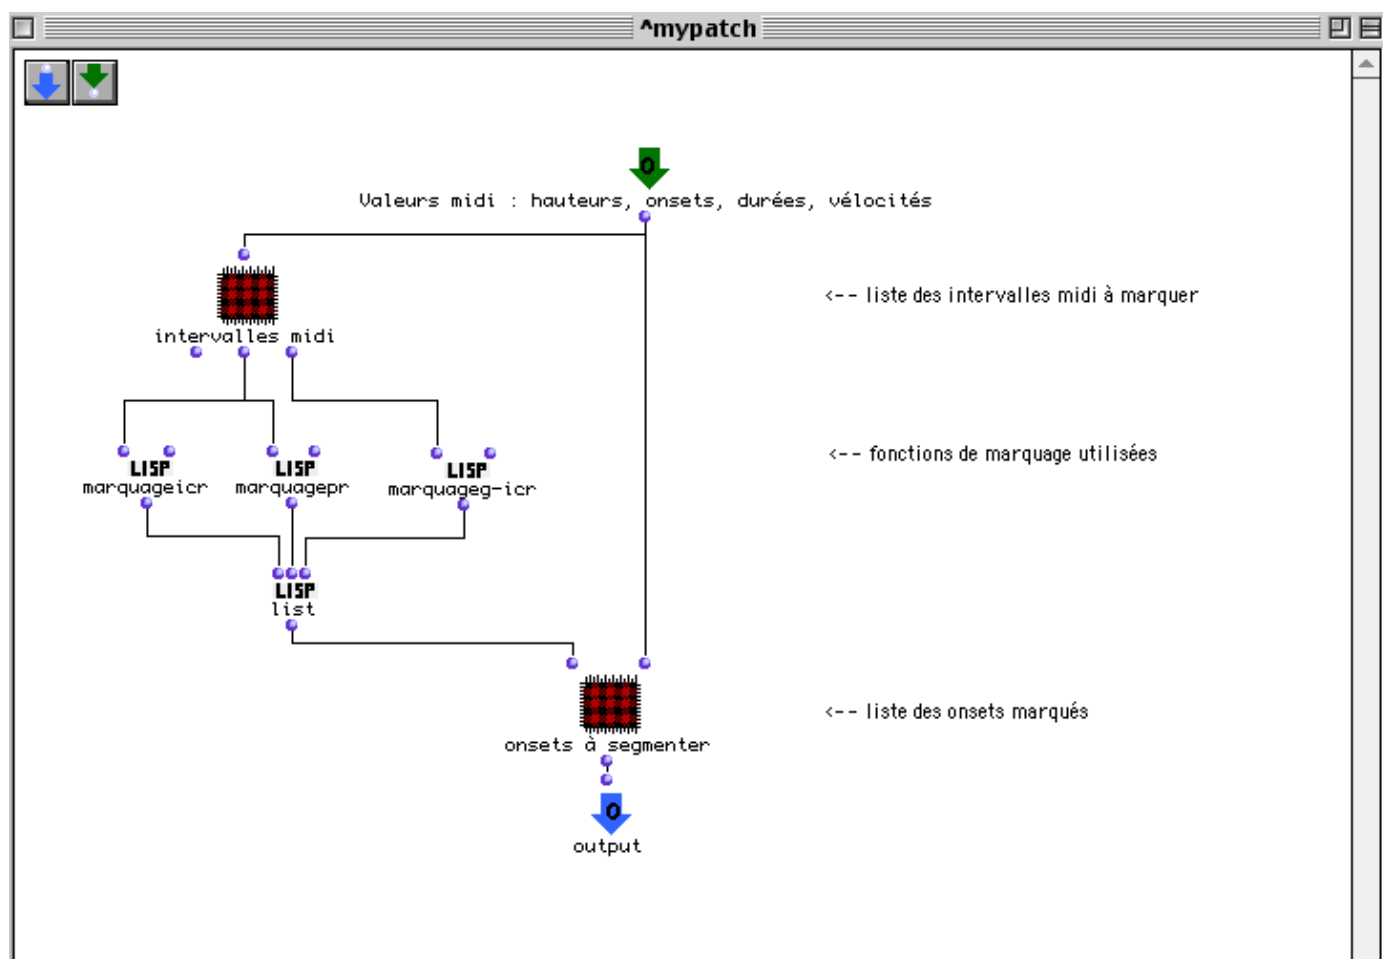 ^mypatch
0
Valeurs midi : hauteurs, onsets, durées, vélocités
<-- liste des intervalles midi à marquer
intervalles midi
<-- fonctions de marquage utilisées
LISP LISP LISP
marquageicr marquagepr marquageg-icr
LISP
list
<-- liste des onsets marqués
onsets à segmenter
0
output